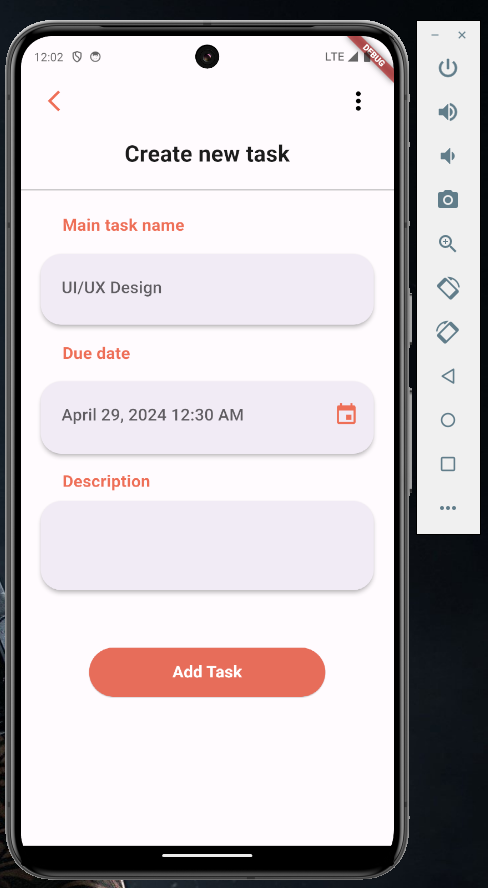 12:02
LTE
DEBUG
Create new task
Main task name
UI/UX Design
Due date
April 29, 2024 12:30 AM
Description
Add Task